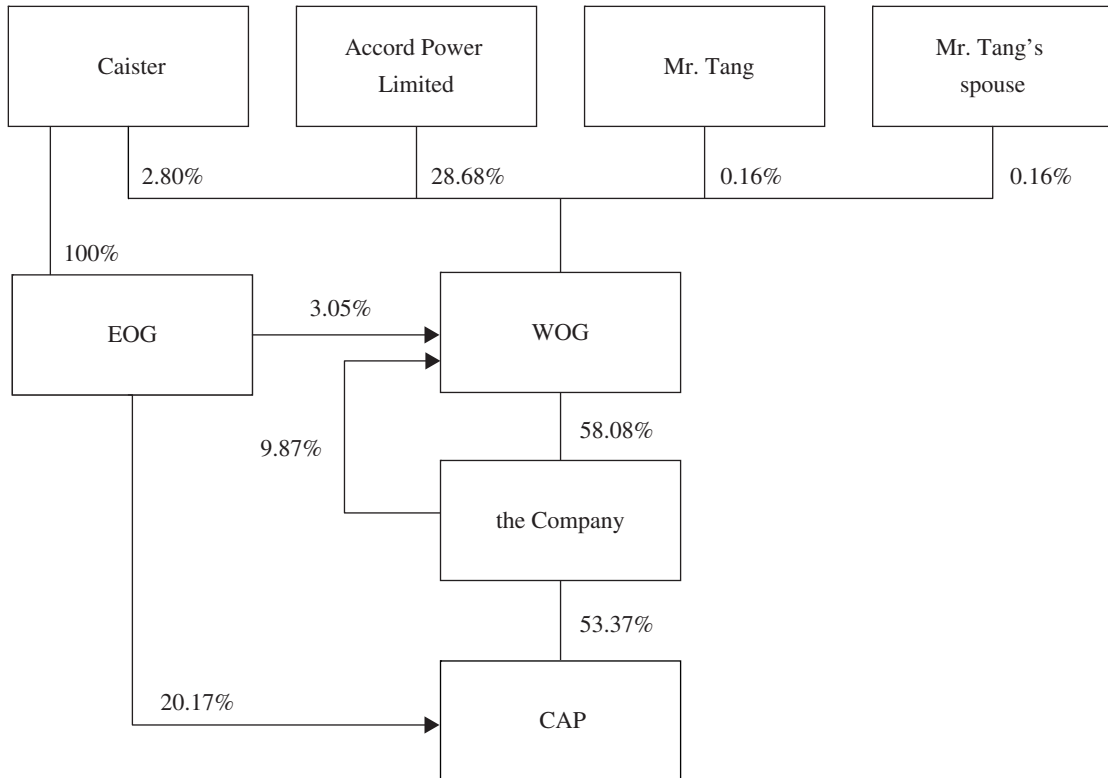 Caister
Accord Power
Limited
Mr. Tang
Mr. Tang’s
spouse
2.80%
28.68%
0.16%
0.16%
100%
EOG
3.05%
WOG
9.87%
58.08%
the Company
53.37%
20.17%
CAP